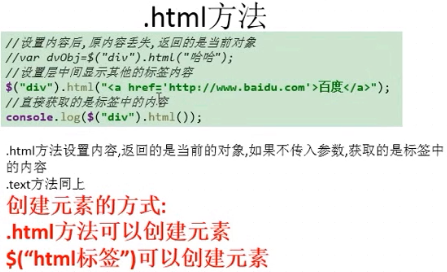 .html方法
//设置内容后,原内容丢失,返回的是当前对象
//var dvObj=$("div").html("哈哈");
//设置层中间显示其他的标签内容
$("div").html("<a href='http://www.baidu.com'>百度</a>");
//直接获取的是标签中的内容
console.log($("div").html());
.html方法设置内容,返回的是当前的对象,如果不传入参数,获取的是标签中
的内容
.text方法同上
创建元素的方式:
.html方法可以创建元素
$(“html标签”)可以创建元素